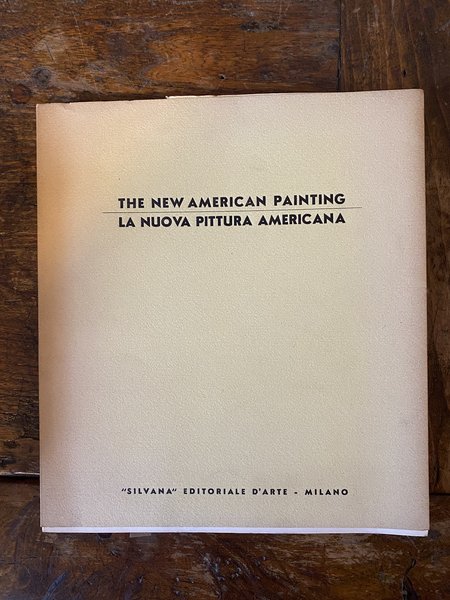 THE NEW AMERICAN PAINTING
LA NUOVA PITTURA AMERICANA
"SILVANA" EDITORIALE D'ARTE - MILANO